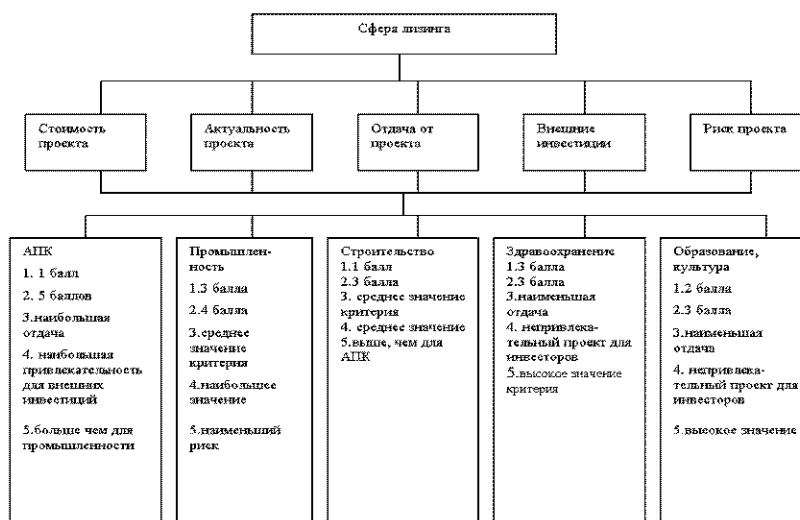 Сфера лизинга
Стоимость
проекта
Актуальность
проекта
Отдача от
проекта
Внешние
инвестиции
Риск проекта
АПК
1. 1 балл
2. 5 баллов
3.наибольшая
отдача
4. наибольшая
привлекательность
для внешних
инвестиций
5.больше чем для
промышленности
Промышлен-
ность
1.3 балла
2.4 балла
3.среднее
значение
критерия
4.наибольшее
значение
5.наименьший
риск
Строительство
1.1 балл
2.3 балла
3. среднее значение
критерия
4. среднее значение
5.выше, чем для
АПК
Здравоохранение
1.3 балла
2.3 балла
3.наименьшая
отдача
4. непривлека-
тельный проект для
инвесторов
5.высокое значение
критерия
Образование,
культура
1.2 балла
2.3 балла
3.наименьшая
отдача
4. непривлека-
тельный проект для
инвесторов
5.высокое значение